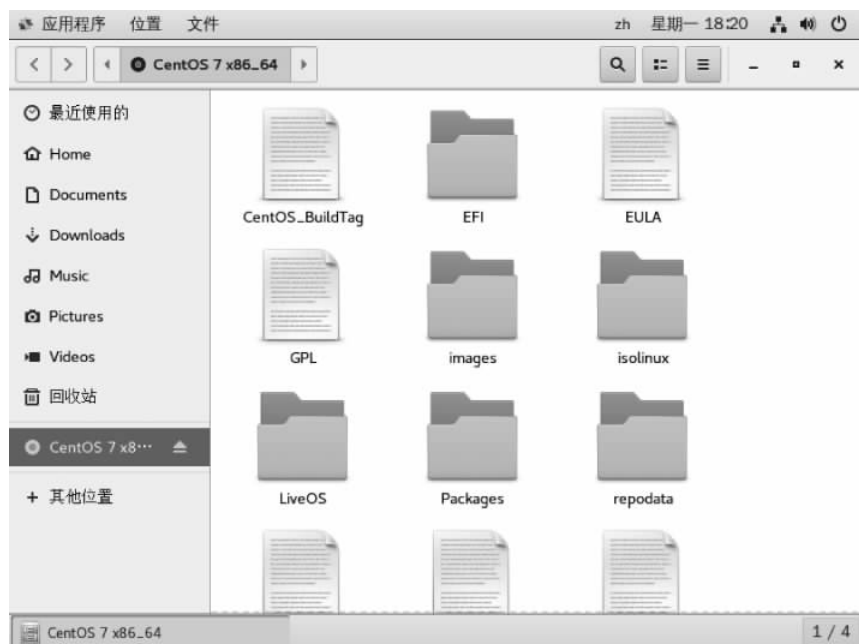 应用程序 位置 文件 zh 星期一 18:20
CentOS 7 x86_64
最近使用的
Home
Documents
Downloads
Music
Pictures
Videos
回收站
CentOS 7 x8···
其他位置
CentOS_BuildTag EFI EULA
GPL images isolinux
LiveOS Packages repodata
CentOS 7 x86_64 1 / 4